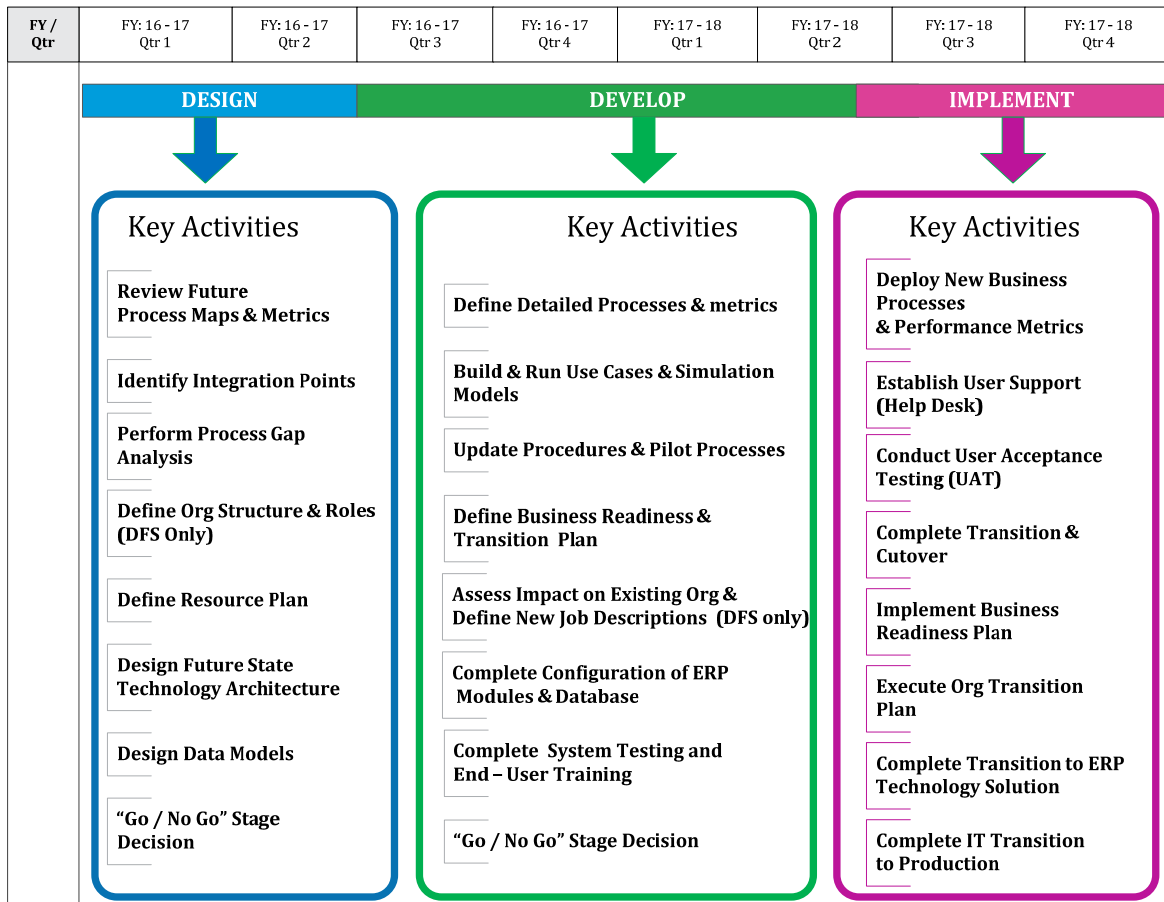 FY /
Qtr
FY: 16 - 17
Qtr 1
FY: 16 - 17
Qtr 2
FY: 16 - 17
Qtr 3
FY: 16 - 17
Qtr 4
FY: 17 - 18
Qtr 1
FY: 17 - 18
Qtr 2
FY: 17 - 18
Qtr 3
FY: 17 - 18
Qtr 4
DESIGN
DEVELOP
IMPLEMENT
Key Activities
Review Future
Process Maps & Metrics
Identify Integration Points
Perform Process Gap
Analysis
Define Org Structure & Roles
(DFS Only)
Define Resource Plan
Design Future State
Technology Architecture
Design Data Models
“Go / No Go” Stage
Decision
Key Activities
Define Detailed Processes & metrics
Build & Run Use Cases & Simulation
Models
Update Procedures & Pilot Processes
Define Business Readiness &
Transition Plan
Assess Impact on Existing Org &
Define New Job Descriptions (DFS only)
Complete Configuration of ERP
Modules & Database
Complete System Testing and
End – User Training
“Go / No Go” Stage Decision
Key Activities
Deploy New Business
Processes
& Performance Metrics
Establish User Support
(Help Desk)
Conduct User Acceptance
Testing (UAT)
Complete Transition &
Cutover
Implement Business
Readiness Plan
Execute Org Transition
Plan
Complete Transition to ERP
Technology Solution
Complete IT Transition
to Production